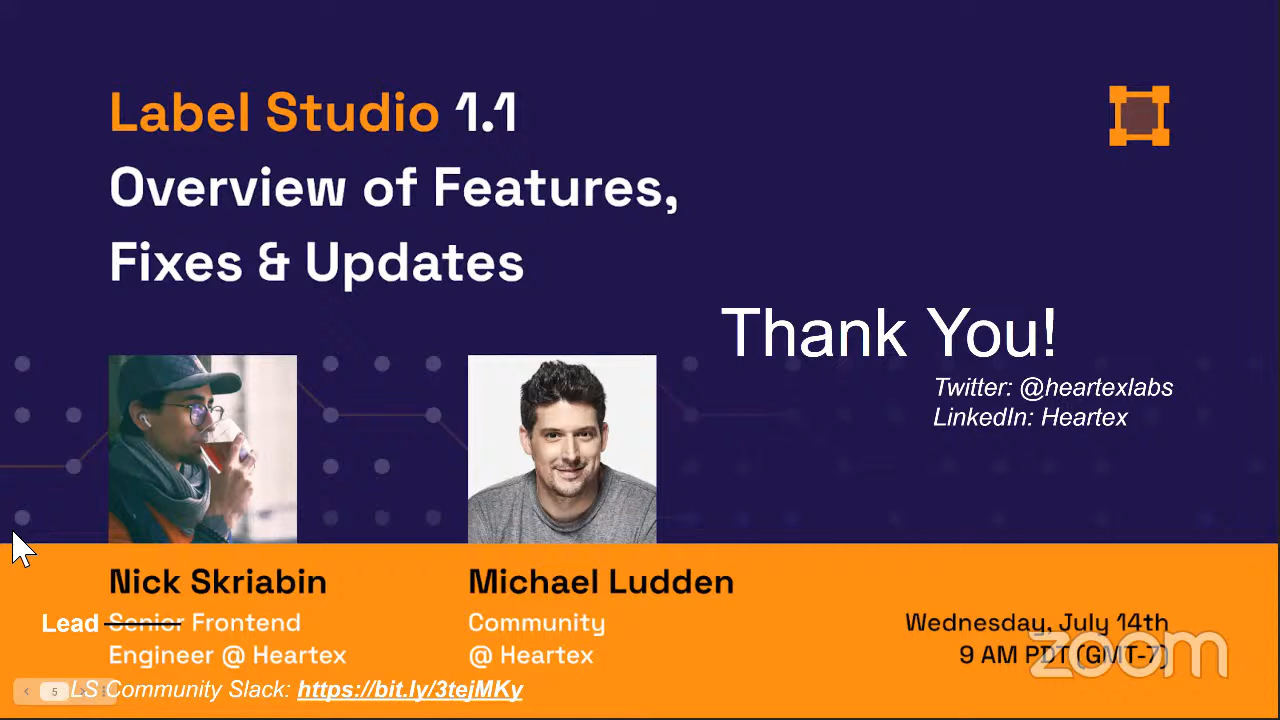 Label Studio 1.1
Overview of Features,
Fixes & Updates
Thank You!
Twitter: @heartexlabs
LinkedIn: Heartex
Nick Skriabin
Lead Senior Frontend
Engineer @ Heartex
Michael Ludden
Community
@ Heartex
Wednesday, July 14th
9 AM PDT (GMT-7)
zoom
5
LS Community Slack: https://bit.ly/3tejMKy